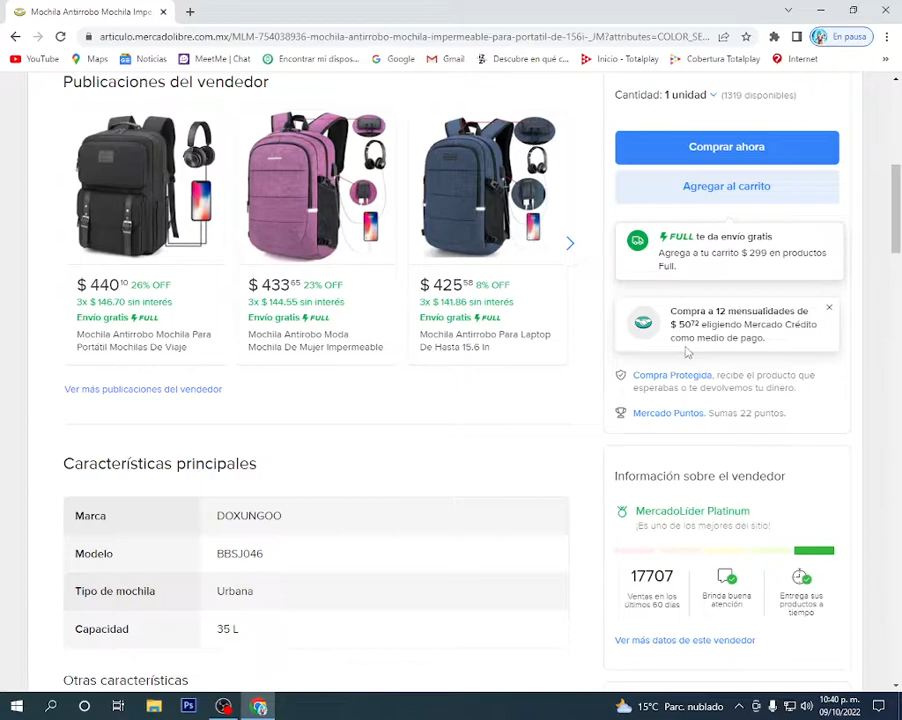 Mochila Antirrobo Mochila Impe
articulo.mercadolibre.com.mx/MLM-754038936-mochila-antirrobo-mochila-impermeable-para-portatil-de-156i-_JM?attributes=COLOR_SE...
En pausa
YouTube
Maps
Noticias
MeetMe | Chat
Encontrar mi dispos...
Google
Gmail
Descubre en qué c...
Inicio - Totalplay
Cobertura Totalplay
Internet
»
Publicaciones del vendedor
$ 440¹⁰ 26% OFF
3x $ 146.70 sin interés
Envío gratis FULL
Mochila Antirrobo Mochila Para
Portátil Mochilas De Viaje
$ 433⁶⁵ 23% OFF
3x $ 144.55 sin interés
Envío gratis FULL
Mochila Antirrobo Moda
Mochila De Mujer Impermeable
$ 425⁵⁸ 8% OFF
3x $ 141.86 sin interés
Envío gratis FULL
Mochila Antirrobo Para Laptop
De Hasta 15.6 In
Ver más publicaciones del vendedor
Características principales
Marca DOXUNGOO
Modelo BBSJ046
Tipo de mochila Urbana
Capacidad 35 L
Otras características
Cantidad: 1 unidad (1319 disponibles)
Comprar ahora
Agregar al carrito
FULL te da envío gratis
Agrega a tu carrito $ 299 en productos
Full.
Compra a 12 mensualidades de
$ 50⁷² eligiendo Mercado Crédito
como medio de pago.
Compra Protegida, recibe el producto que
esperabas o te devolvemos tu dinero.
Mercado Puntos. Sumas 22 puntos.
Información sobre el vendedor
MercadoLíder Platinum
¡Es uno de los mejores del sitio!
17707
Ventas en los
últimos 60 días
Brinda buena
atención
Entrega sus
productos a
tiempo
Ver más datos de este vendedor
Ps
15°C Parc. nublado
10:40 p. m.
09/10/2022